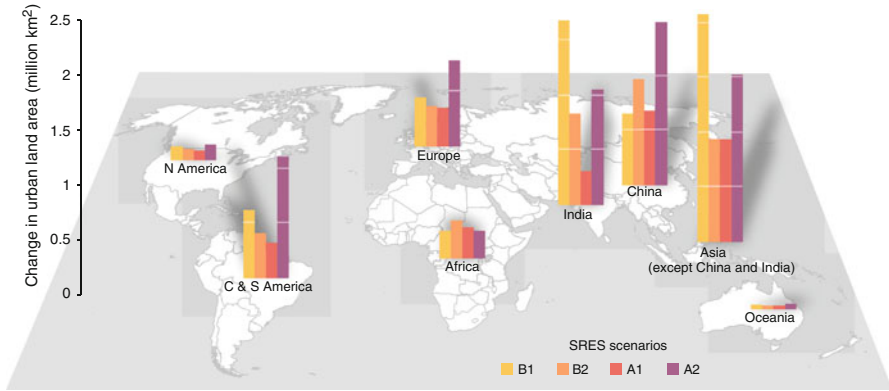 Change in urban land area (million km²)
2.5
2
1.5
1
0.5
0
N America
C & S America
Europe
Africa
India
China
Asia
(except China and India)
Oceania
SRES scenarios
B1 B2 A1 A2